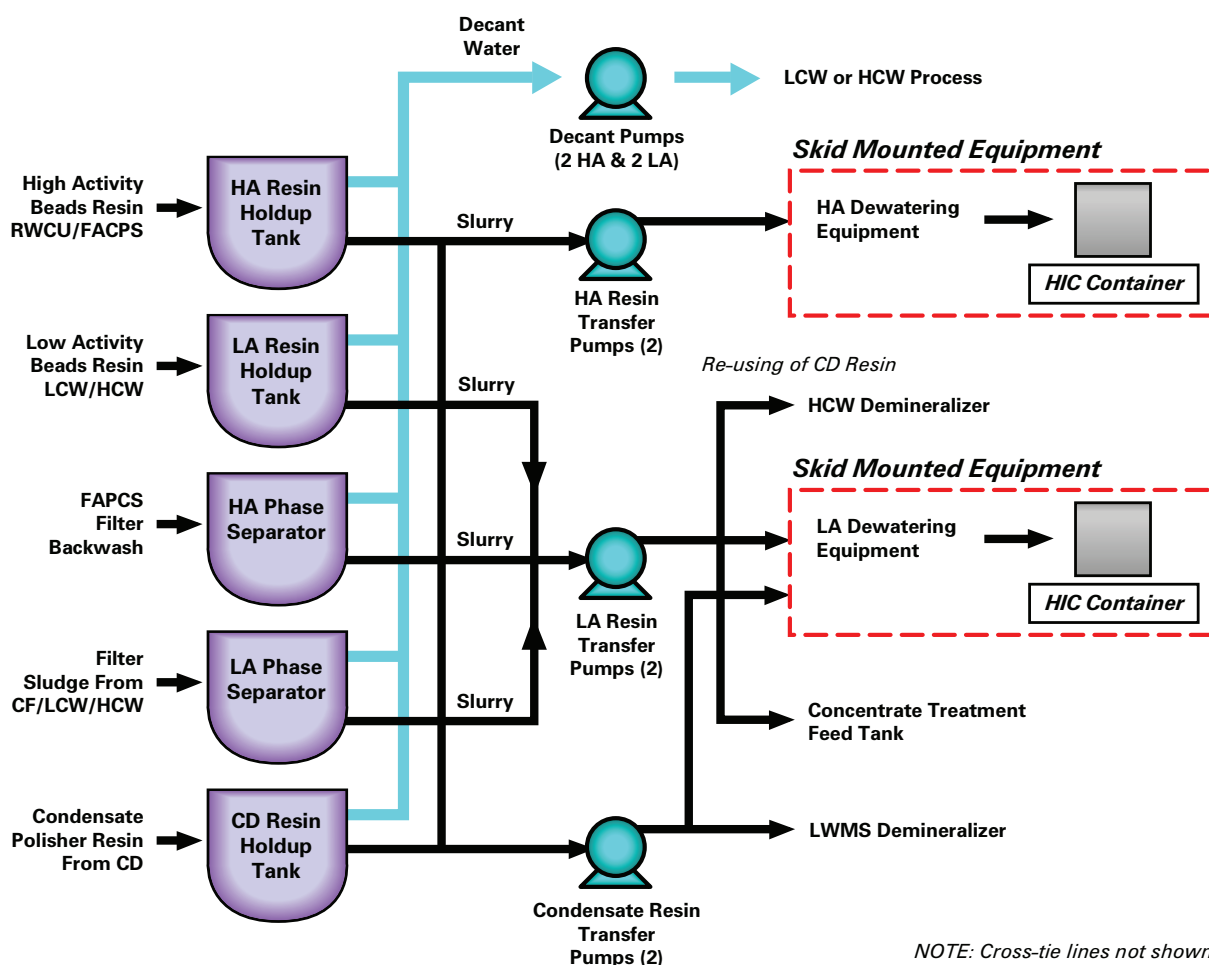 Decant
Water
LCW or HCW Process
Decant Pumps
(2 HA & 2 LA)
Skid Mounted Equipment
High Activity
Beads Resin
RWCU/FACPS
HA Resin
Holdup
Tank
Slurry
HA Resin
Transfer
Pumps (2)
HA Dewatering
Equipment
HIC Container
Low Activity
Beads Resin
LCW/HCW
LA Resin
Holdup
Tank
Slurry
Re-using of CD Resin
HCW Demineralizer
Skid Mounted Equipment
FAPCS
Filter
Backwash
HA Phase
Separator
Slurry
LA Resin
Transfer
Pumps (2)
LA Dewatering
Equipment
HIC Container
Filter
Sludge From
CF/LCW/HCW
LA Phase
Separator
Slurry
Concentrate Treatment
Feed Tank
Condensate
Polisher Resin
From CD
CD Resin
Holdup
Tank
LWMS Demineralizer
Condensate Resin
Transfer
Pumps (2)
NOTE: Cross-tie lines not shown